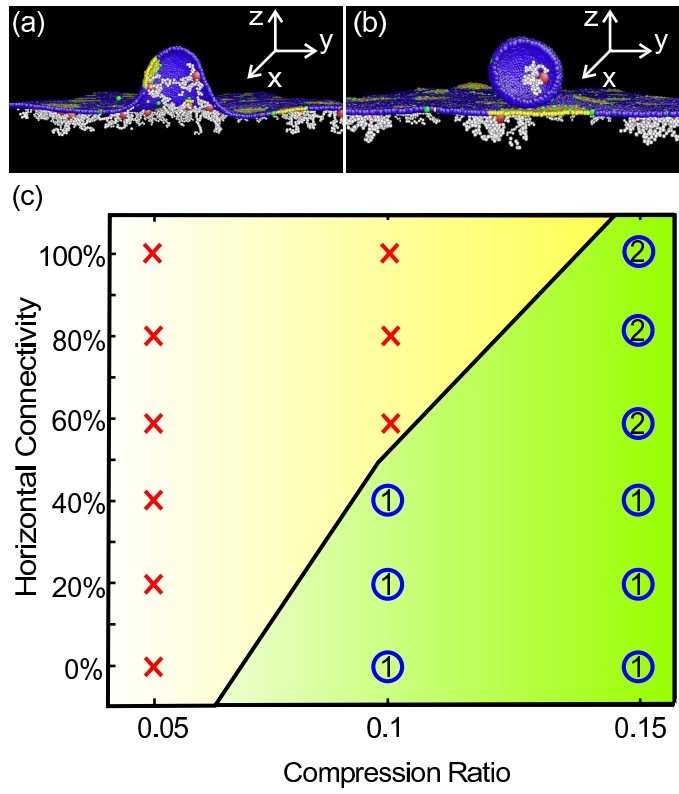 (a)
z
y
x
(b)
z
y
x
(c)
Horizontal Connectivity
100%
2
80%
2
60%
2
40%
1
1
20%
1
1
0%
1
1
0.05
0.1
0.15
Compression Ratio